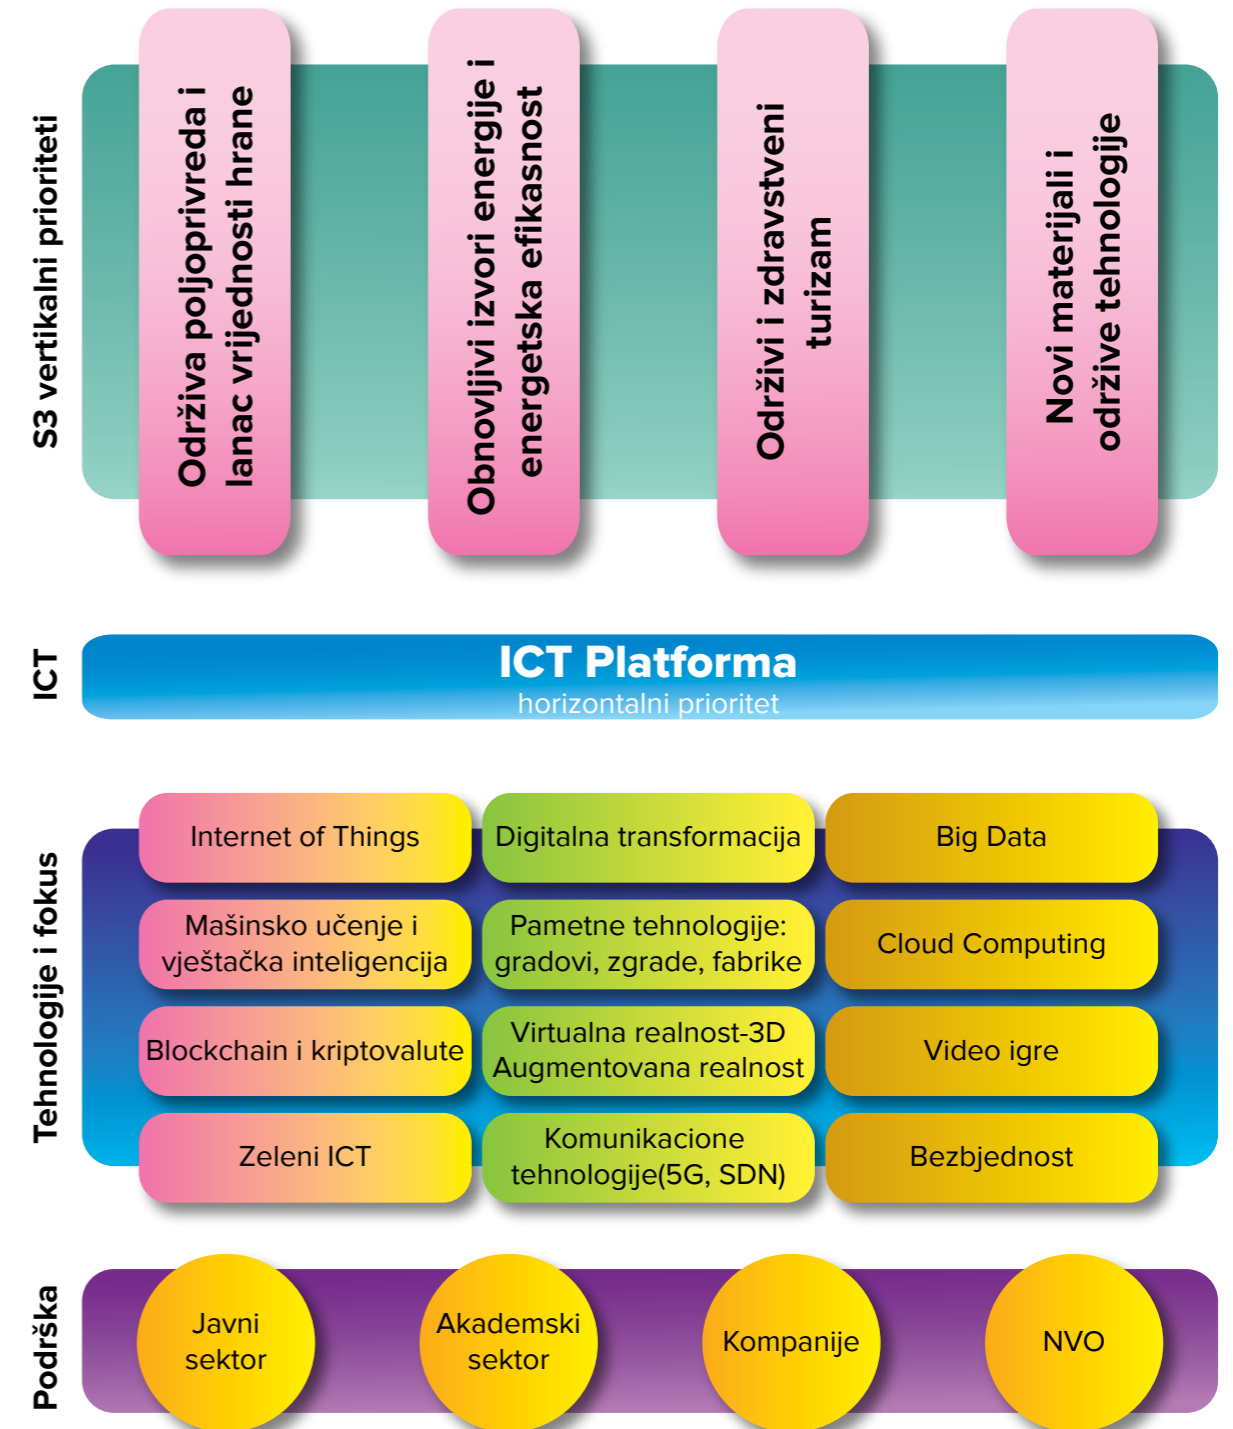 S3 vertikalni prioriteti
Održiva poljoprivreda i
lanac vrijednosti hrane
Obnovljivi izvori energije i
energetska efikasnost
Održivi i zdravstveni
turizam
Novi materijali i
održive tehnologije
ICT
ICT Platforma
horizontalni prioritet
Tehnologije i fokus
Internet of Things
Digitalna transformacija
Big Data
Mašinsko učenje i
vještačka inteligencija
Pametne tehnologije:
gradovi, zgrade, fabrike
Cloud Computing
Blockchain i kriptovalute
Virtualna realnost-3D
Augmentovana realnost
Video igre
Zeleni ICT
Komunikacione
tehnologije(5G, SDN)
Bezbjednost
Podrška
Javni
sektor
Akademski
sektor
Kompanije
NVO